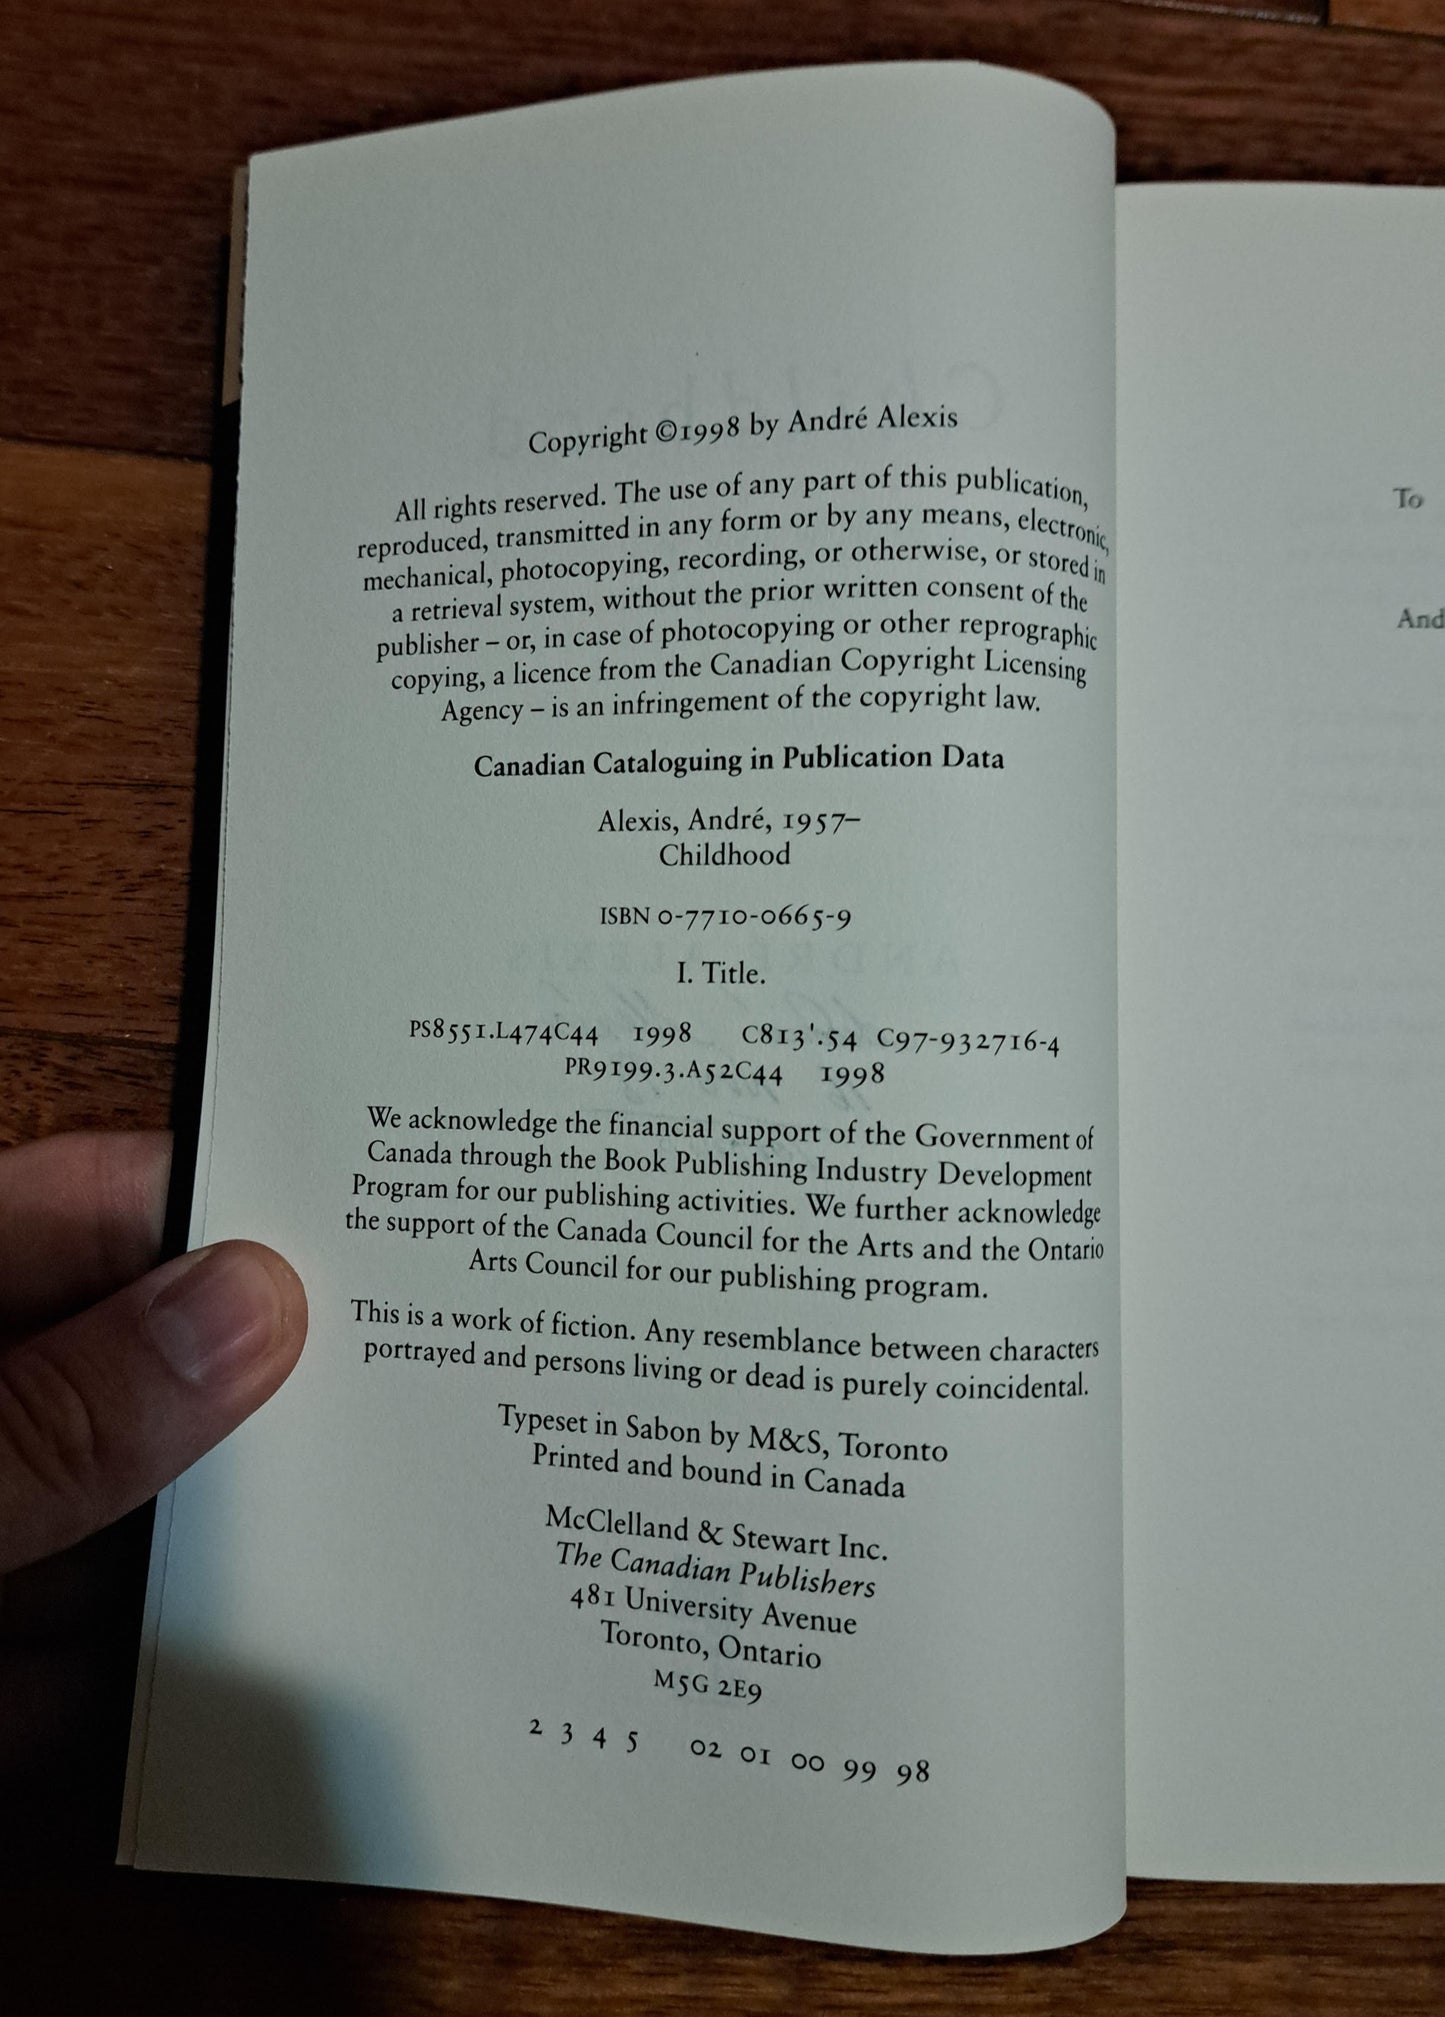 Copyright ©1998 by André Alexis
All rights reserved. The use of any part of this publication,
reproduced, transmitted in any form or by any means, electronic,
mechanical, photocopying, recording, or otherwise, or stored in
a retrieval system, without the prior written consent of the
publisher – or, in case of photocopying or other reprographic
copying, a licence from the Canadian Copyright Licensing
Agency – is an infringement of the copyright law.
Canadian Cataloguing in Publication Data
Alexis, André, 1957–
Childhood
ISBN 0-7710-0665-9
I. Title.
PS8551.L474C44 1998 C813'.54 C97-932716-4
PR9199.3.A52C44 1998
We acknowledge the financial support of the Government of
Canada through the Book Publishing Industry Development
Program for our publishing activities. We further acknowledge
the support of the Canada Council for the Arts and the Ontario
Arts Council for our publishing program.
This is a work of fiction. Any resemblance between characters
portrayed and persons living or dead is purely coincidental.
Typeset in Sabon by M&S, Toronto
Printed and bound in Canada
McClelland & Stewart Inc.
The Canadian Publishers
481 University Avenue
Toronto, Ontario
M5G 2E9
2 3 4 5 02 01 00 99 98
To
And